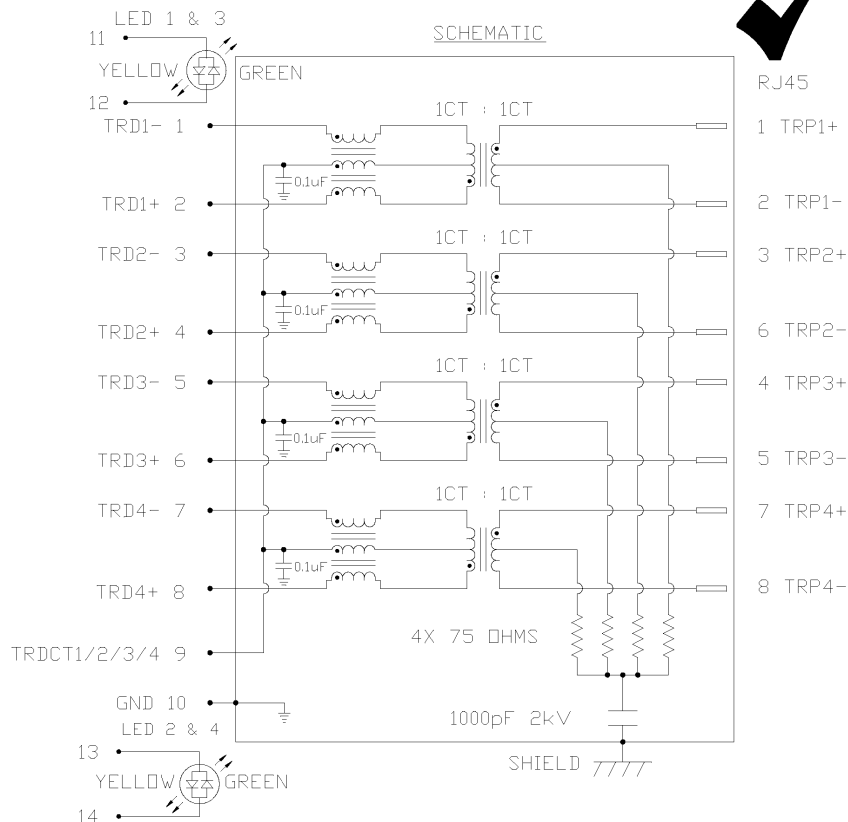 LED 1 & 3
11
SCHEMATIC
YELLOW GREEN
12
RJ45
1CT : 1CT
TRD1- 1
1 TRP1+
0.1uF
TRD1+ 2
2 TRP1-
1CT : 1CT
TRD2- 3
3 TRP2+
0.1uF
TRD2+ 4
6 TRP2-
1CT : 1CT
TRD3- 5
4 TRP3+
0.1uF
TRD3+ 6
5 TRP3-
1CT : 1CT
TRD4- 7
7 TRP4+
0.1uF
TRD4+ 8
8 TRP4-
4X 75 OHMS
TRDCT1/2/3/4 9
GND 10
1000pF 2kV
LED 2 & 4
13
SHIELD
YELLOW GREEN
14